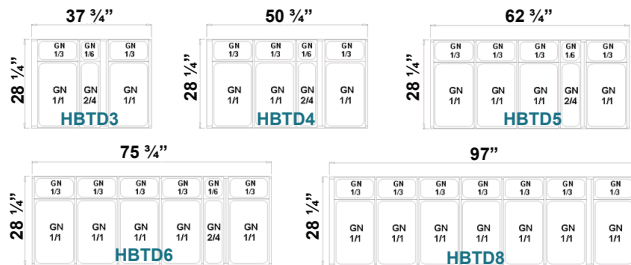 37 ¾” 50 ¾” 62 ¾”
GN 1/3 GN 1/6 GN 1/3
GN 1/1 GN 2/4 GN 1/1
28 ¼”
HBTD3
GN 1/3 GN 1/3 GN 1/6 GN 1/3
GN 1/1 GN 1/1 GN 2/4 GN 1/1
28 ¼”
HBTD4
GN 1/3 GN 1/3 GN 1/3 GN 1/6 GN 1/3
GN 1/1 GN 1/1 GN 1/1 GN 2/4 GN 1/1
28 ¼”
HBTD5
75 ¾” 97”
GN 1/3 GN 1/3 GN 1/3 GN 1/3 GN 1/6 GN 1/3
GN 1/1 GN 1/1 GN 1/1 GN 1/1 GN 2/4 GN 1/1
28 ¼”
HBTD6
GN 1/3 GN 1/3 GN 1/3 GN 1/3 GN 1/3 GN 1/3 GN 1/3
GN 1/1 GN 1/1 GN 1/1 GN 1/1 GN 1/1 GN 1/1 GN 1/1
28 ¼”
HBTD8